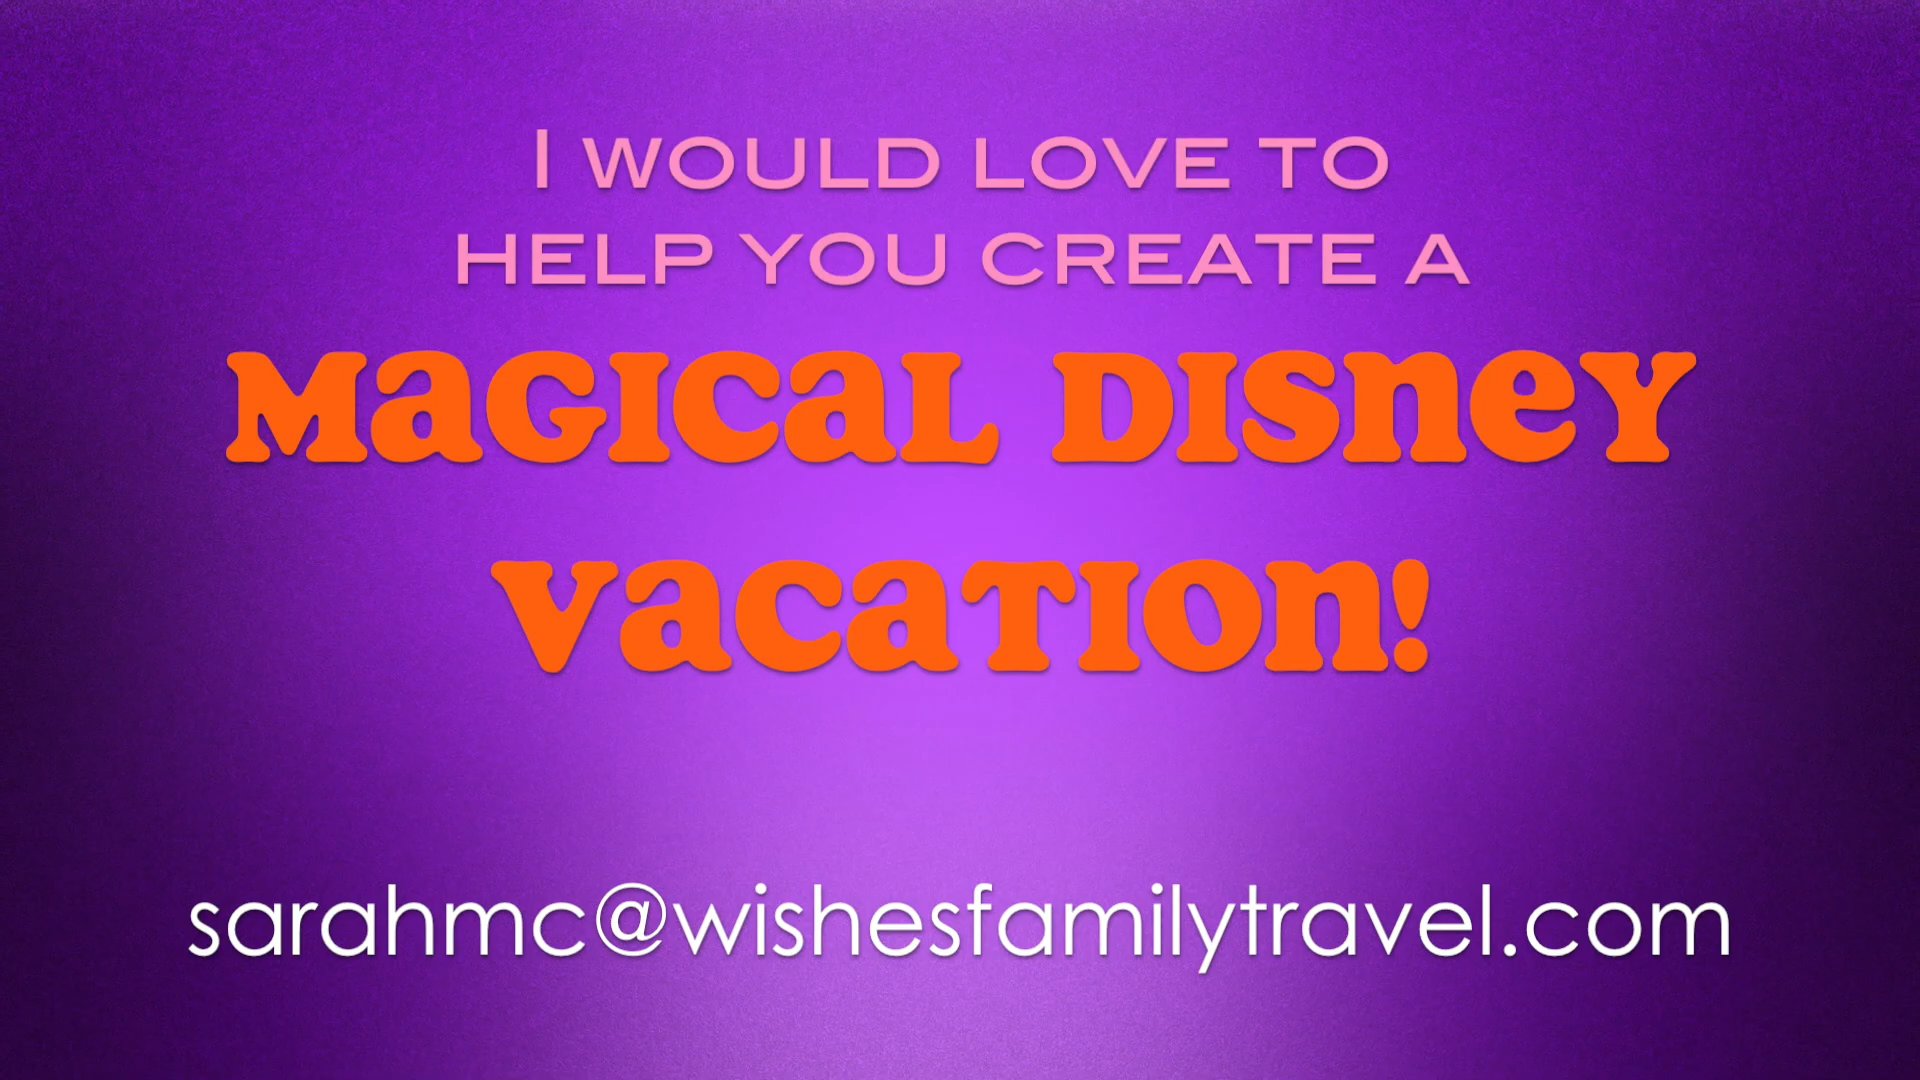 I WOULD LOVE TO
HELP YOU CREATE A
MAGICAL DISNEY
VACATION!
sarahmc@wishesfamilytravel.com